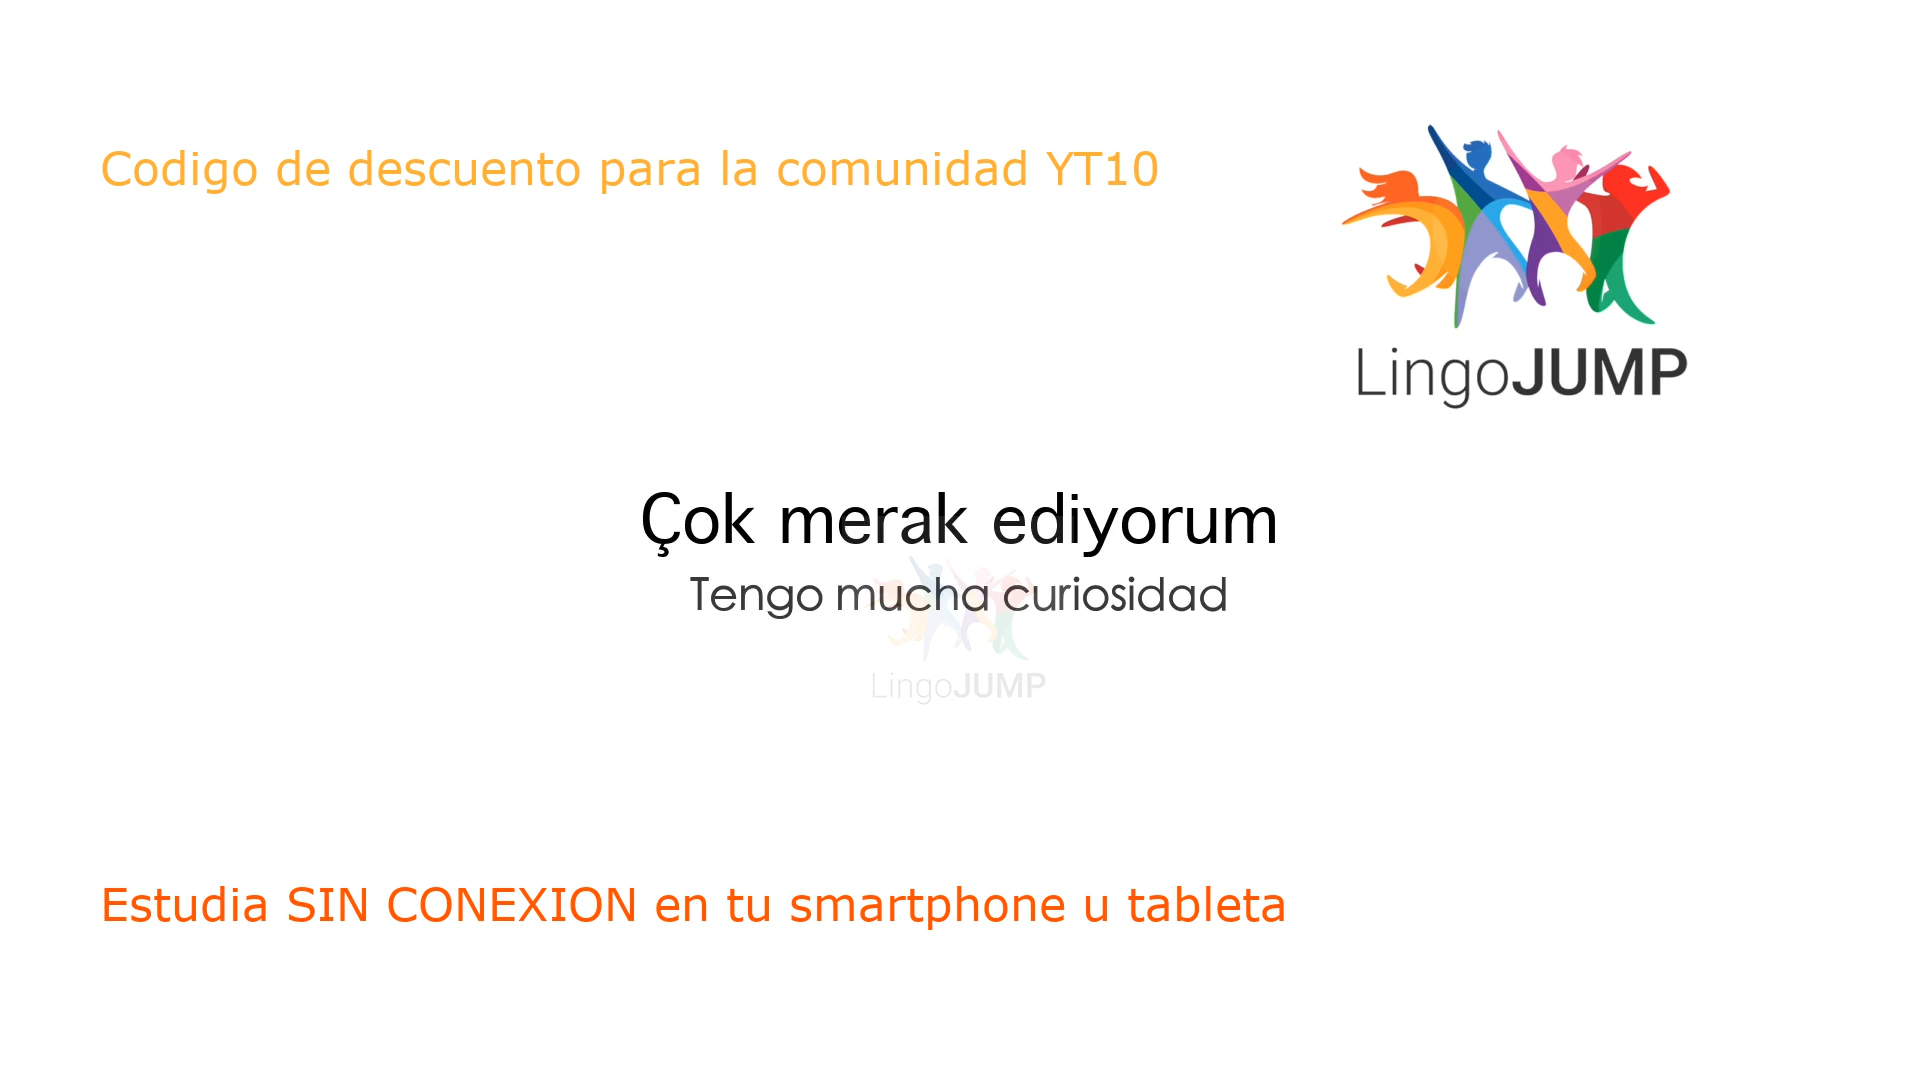 Codigo de descuento para la comunidad YT10
LingoJUMP
Çok merak ediyorum
Tengo mucha curiosidad
LingoJUMP
Estudia SIN CONEXION en tu smartphone u tableta